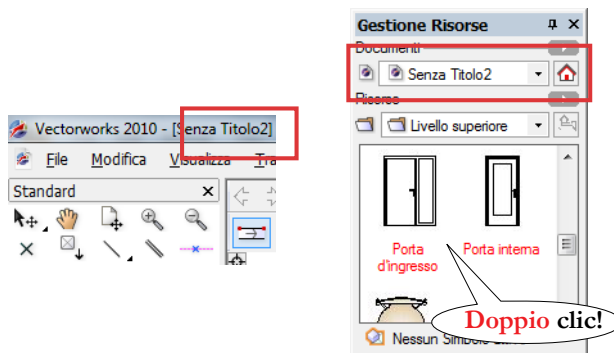 Vectorworks 2010 - [Senza Titolo2]
File Modifica Visualizza
Standard
Gestione Risorse
Documenti
Senza Titolo2
Risorse
Livello superiore
Porta d'ingresso
Porta interna
Doppio clic!
Nessun